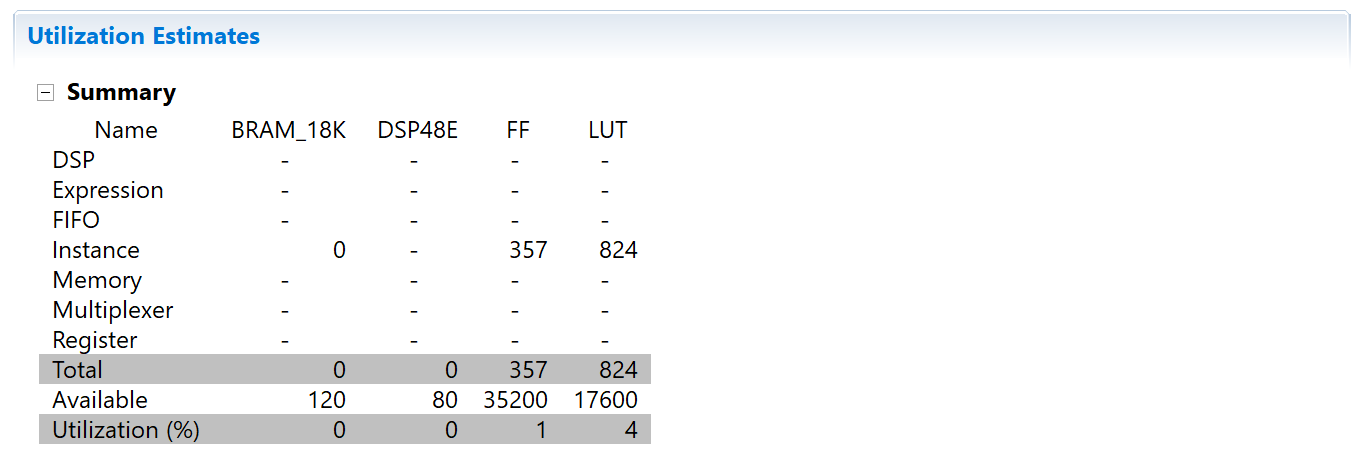 Utilization Estimates
Summary
Name BRAM_18K DSP48E FF LUT
DSP - - - -
Expression - - - -
FIFO - - - -
Instance 0 - 357 824
Memory - - - -
Multiplexer - - - -
Register - - - -
Total 0 0 357 824
Available 120 80 35200 17600
Utilization (%) 0 0 1 4